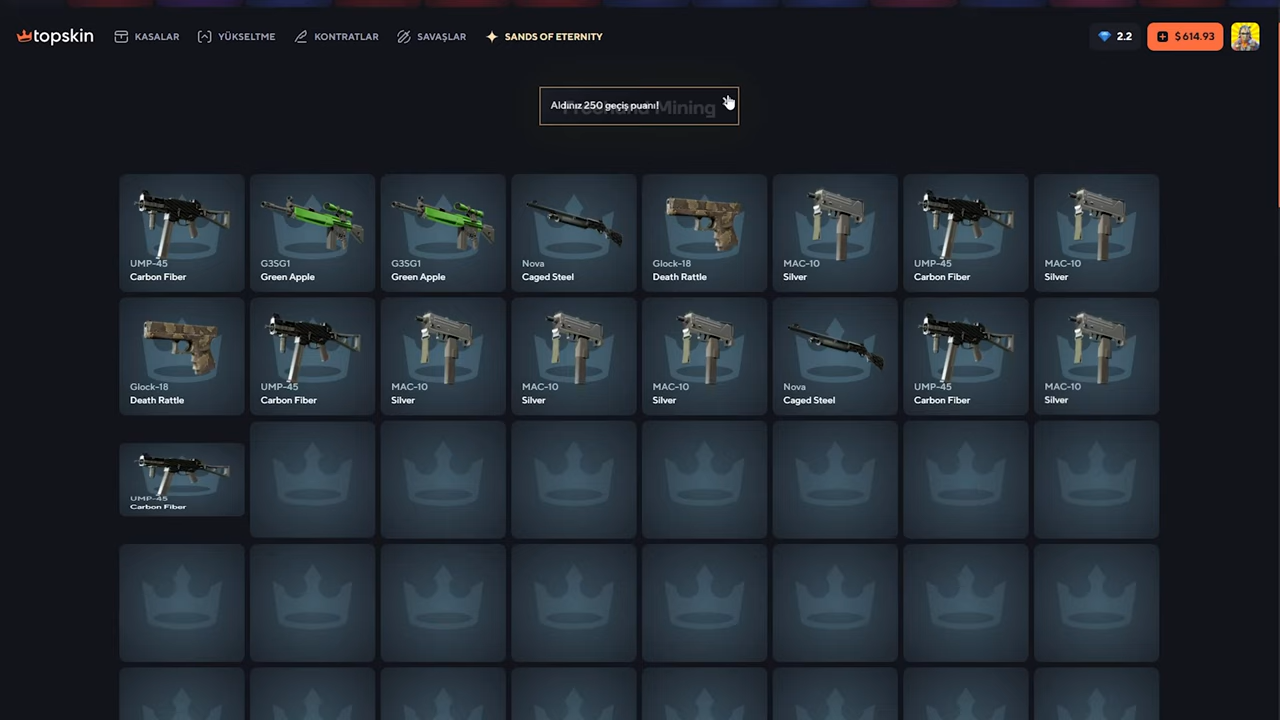 topskin
KASALAR
YÜKSELTME
KONTRATLAR
SAVAŞLAR
SANDS OF ETERNITY
2.2
$ 614.93
Aldınız 250 geçiş puanı!
Mining
UMP-45
Carbon Fiber
G3SG1
Green Apple
G3SG1
Green Apple
Nova
Caged Steel
Glock-18
Death Rattle
MAC-10
Silver
UMP-45
Carbon Fiber
MAC-10
Silver
Glock-18
Death Rattle
UMP-45
Carbon Fiber
MAC-10
Silver
MAC-10
Silver
MAC-10
Silver
Nova
Caged Steel
UMP-45
Carbon Fiber
MAC-10
Silver
UMP-45
Carbon Fiber